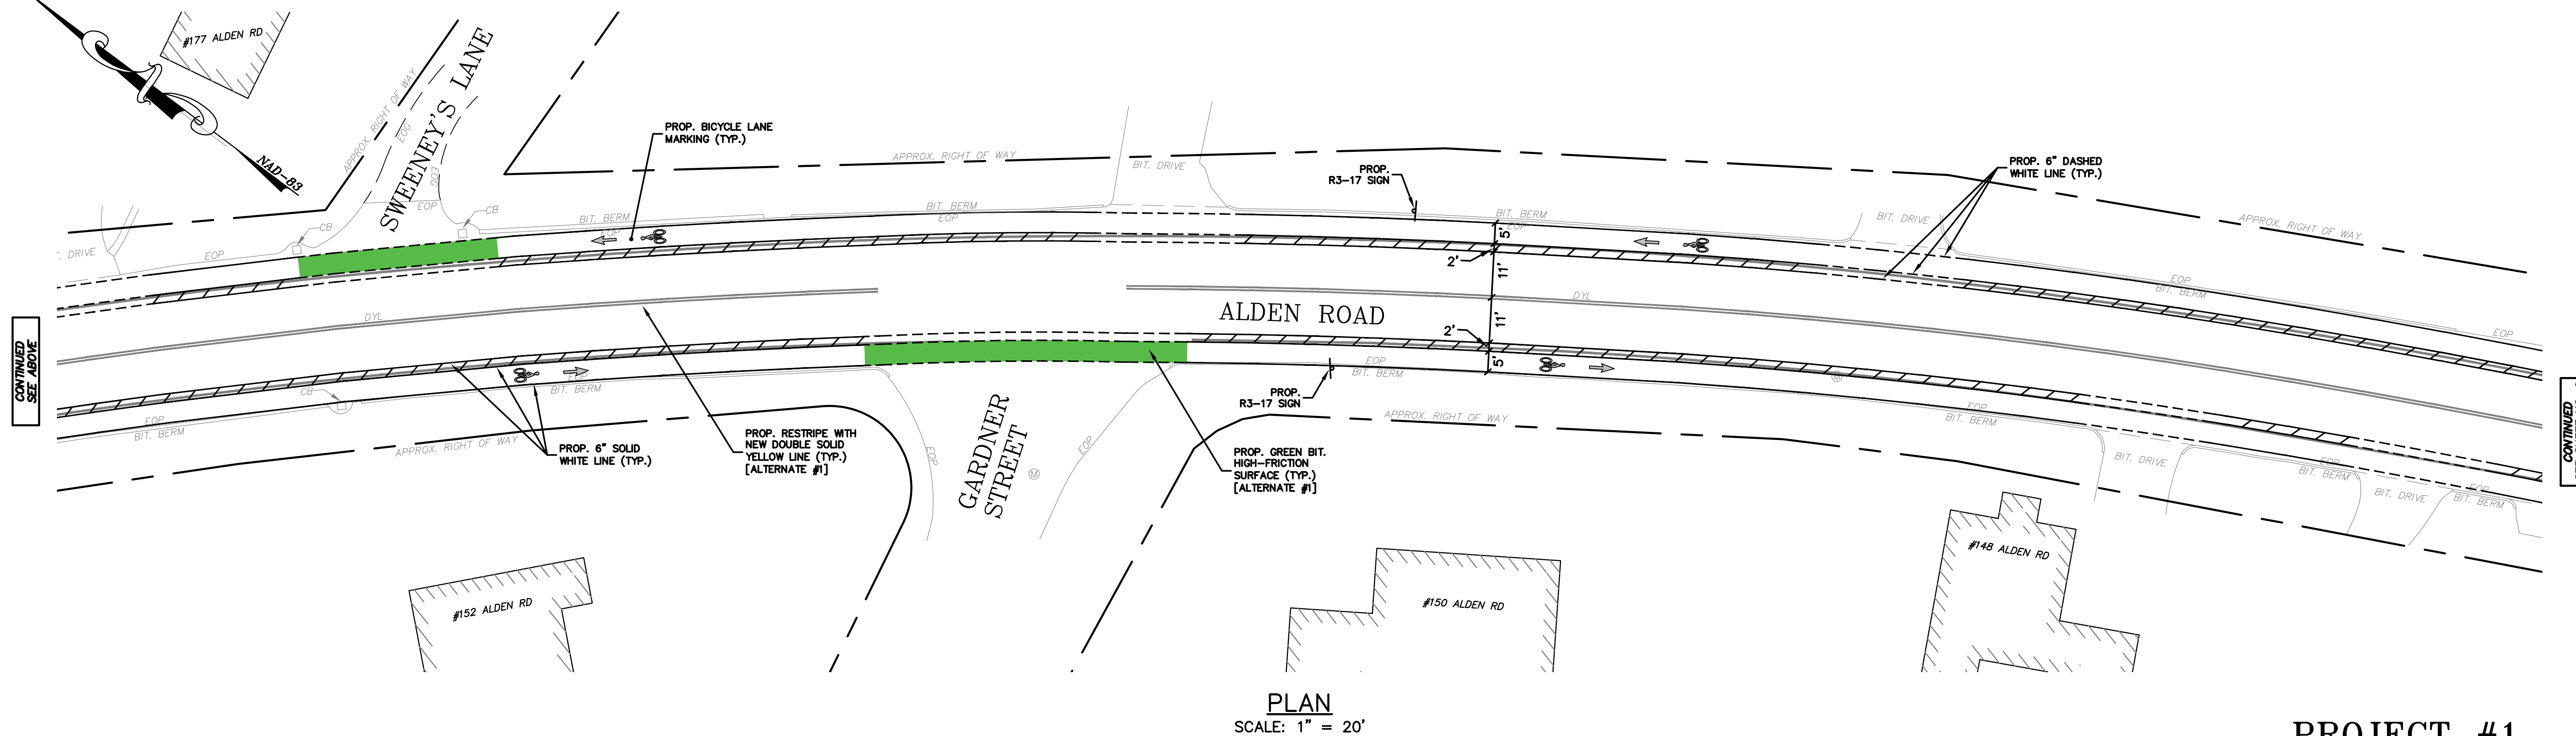 #177 ALDEN RD
NAD-83
APPROX. RIGHT OF WAY
EOG
SWEENEY'S LANE
EOG
EOP
CB
CB
PROP. BICYCLE LANE
MARKING (TYP.)
BIT. BERM
EOP
APPROX. RIGHT OF WAY
BIT. BERM
EOP
BIT. DRIVE
PROP.
R3-17 SIGN
BIT. BERM
EOP
PROP. 6" DASHED
WHITE LINE (TYP.)
BIT. DRIVE
APPROX. RIGHT OF WAY
EOP
BIT. BERM
EOP
T. DRIVE
EOP
5'
2'
11'
11'
2'
5'
DYL
DYL
ALDEN ROAD
CONTINUED
SEE ABOVE
CONTINUED
CB
EOP
BIT. BERM
EOP
BIT. BERM
APPROX. RIGHT OF WAY
PROP. 6" SOLID
WHITE LINE (TYP.)
PROP. RESTRIPE WITH
NEW DOUBLE SOLID
YELLOW LINE (TYP.)
[ALTERNATE #1]
EOP
GARDNER
STREET
M
EOP
PROP. GREEN BIT.
HIGH-FRICTION
SURFACE (TYP.)
[ALTERNATE #1]
PROP.
R3-17 SIGN
EOP
BIT. BERM
APPROX. RIGHT OF WAY
EOP
BIT. BERM
BIT. DRIVE
EOP
BIT. BERM
BIT. DRIVE
EOP
BIT. BERM
#152 ALDEN RD
#150 ALDEN RD
#148 ALDEN RD
PLAN
SCALE: 1" = 20'
PROJECT #1